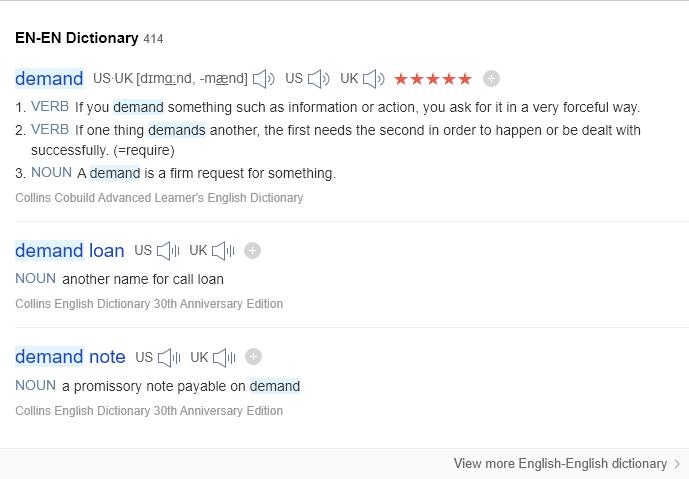 EN-EN Dictionary 414
demand US·UK [dɪmɑ:nd, -mænd] US UK ★★★★★
1. VERB If you demand something such as information or action, you ask for it in a very forceful way.
2. VERB If one thing demands another, the first needs the second in order to happen or be dealt with
successfully. (=require)
3. NOUN A demand is a firm request for something.
Collins Cobuild Advanced Learner's English Dictionary
demand loan US UK
NOUN another name for call loan
Collins English Dictionary 30th Anniversary Edition
demand note US UK
NOUN a promissory note payable on demand
Collins English Dictionary 30th Anniversary Edition
View more English-English dictionary